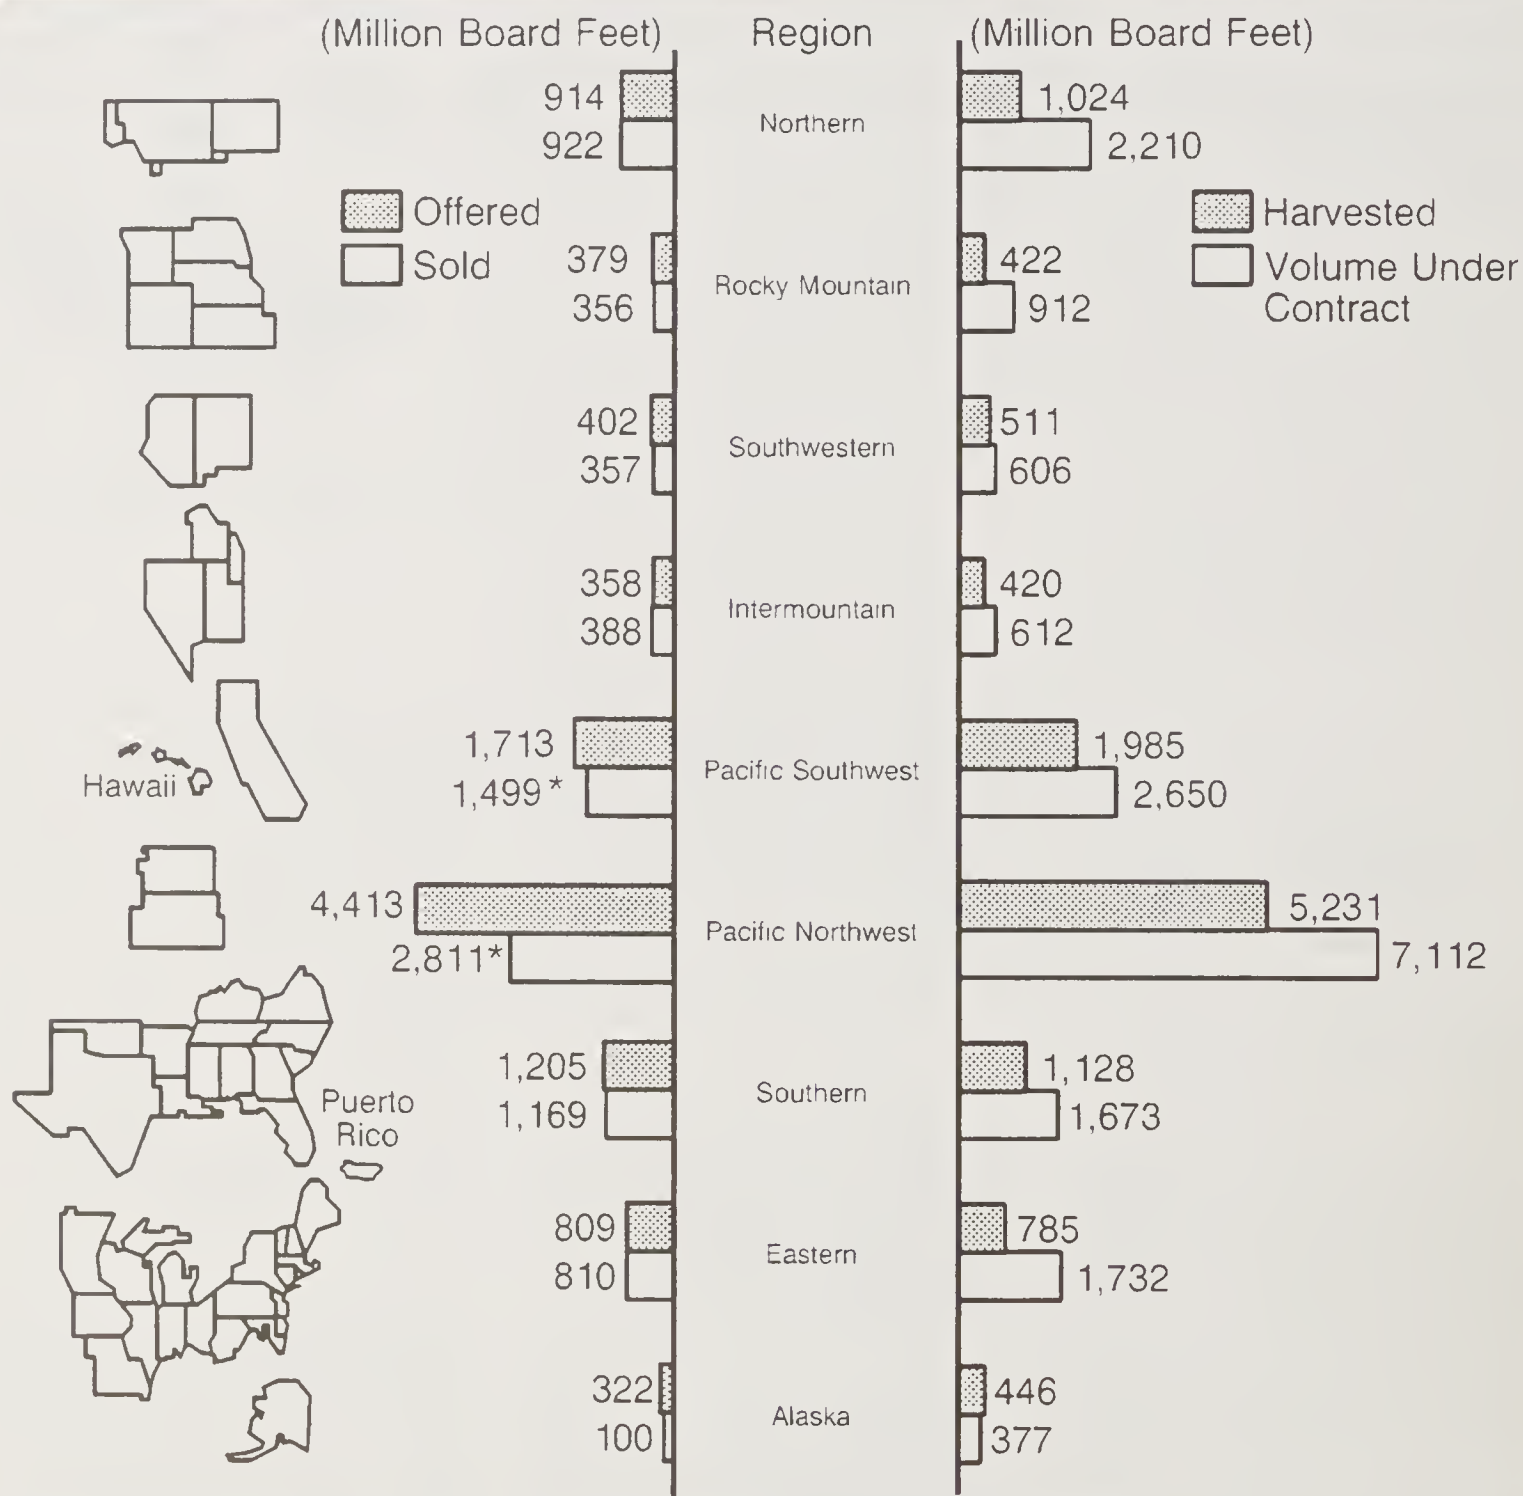 (Million Board Feet) Region (Million Board Feet)
914 1,024
Northern
922 2,210
Offered Harvested
Sold Volume Under
Contract
379 422
Rocky Mountain
356 912
402 511
Southwestern
357 606
358 420
Intermountain
388 612
1,713 1,985
Pacific Southwest
Hawaii 1,499* 2,650
4,413 5,231
Pacific Northwest
2,811* 7,112
1,205 1,128
Southern
Puerto
Rico
1,169 1,673
809 785
Eastern
810 1,732
322 446
Alaska
100 377